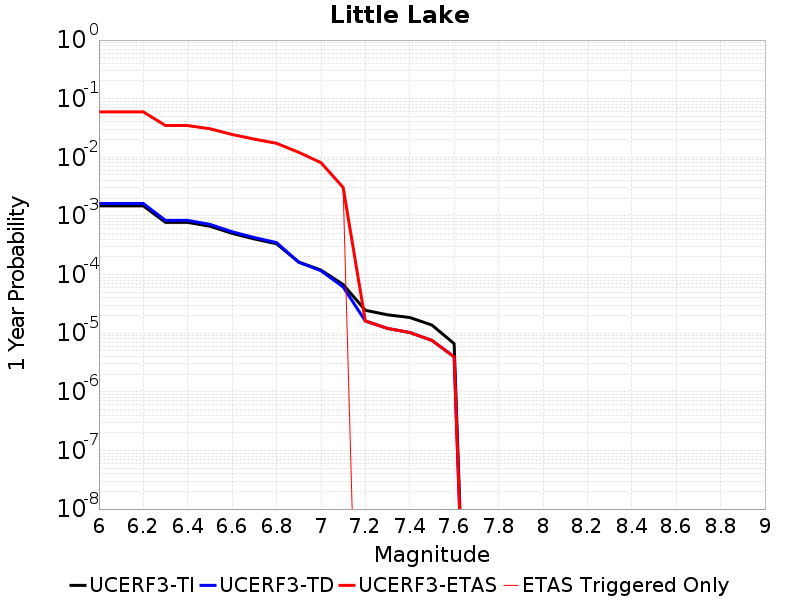 Little Lake
10^0
10^-1
10^-2
10^-3
10^-4
10^-5
10^-6
10^-7
10^-8
1 Year Probability
6 6.2 6.4 6.6 6.8 7 7.2 7.4 7.6 7.8 8 8.2 8.4 8.6 8.8 9
Magnitude
UCERF3-TI UCERF3-TD UCERF3-ETAS ETAS Triggered Only